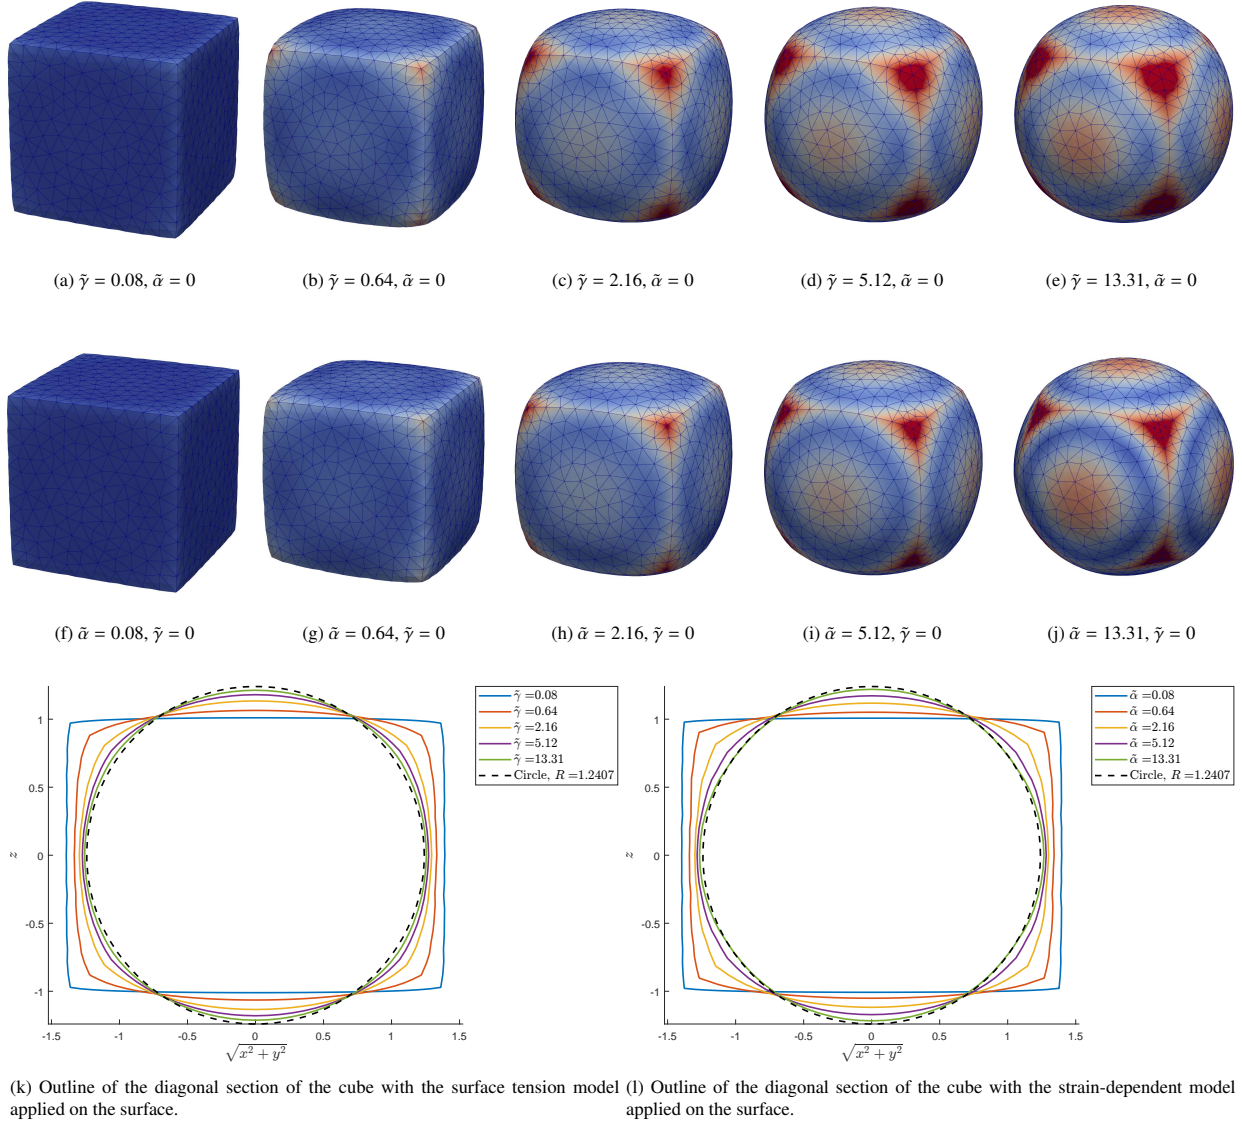 (a) γ̃ = 0.08, α̃ = 0
(b) γ̃ = 0.64, α̃ = 0
(c) γ̃ = 2.16, α̃ = 0
(d) γ̃ = 5.12, α̃ = 0
(e) γ̃ = 13.31, α̃ = 0
(f) α̃ = 0.08, γ̃ = 0
(g) α̃ = 0.64, γ̃ = 0
(h) α̃ = 2.16, γ̃ = 0
(i) α̃ = 5.12, γ̃ = 0
(j) α̃ = 13.31, γ̃ = 0
γ̃ =0.08
γ̃ =0.64
γ̃ =2.16
γ̃ =5.12
γ̃ =13.31
Circle, R =1.2407
1
0.5
0
-0.5
-1
z
-1.5 -1 -0.5 0 0.5 1 1.5
√x² + y²
(k) Outline of the diagonal section of the cube with the surface tension model
applied on the surface.
α̃ =0.08
α̃ =0.64
α̃ =2.16
α̃ =5.12
α̃ =13.31
Circle, R =1.2407
1
0.5
0
-0.5
-1
z
-1.5 -1 -0.5 0 0.5 1 1.5
√x² + y²
(l) Outline of the diagonal section of the cube with the strain-dependent model
applied on the surface.